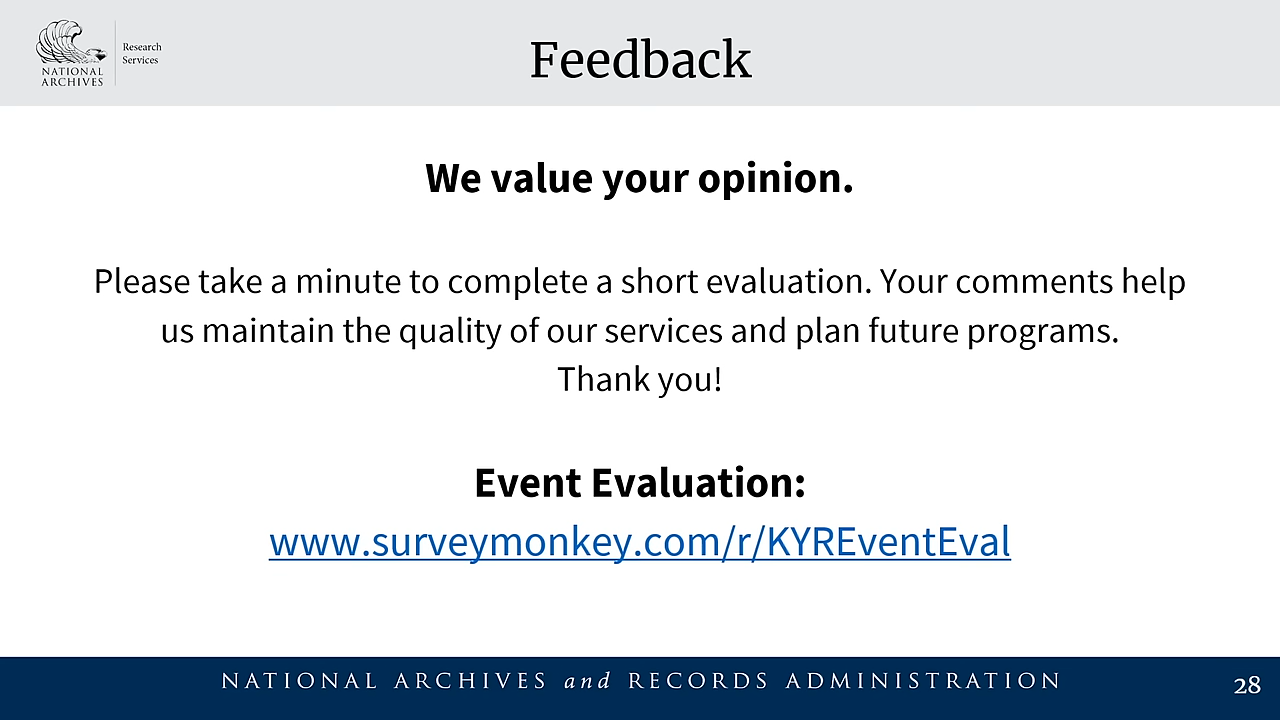 NATIONAL
ARCHIVES
Research
Services
Feedback
We value your opinion.
Please take a minute to complete a short evaluation. Your comments help
us maintain the quality of our services and plan future programs.
Thank you!
Event Evaluation:
www.surveymonkey.com/r/KYREventEval
NATIONAL ARCHIVES and RECORDS ADMINISTRATION
28